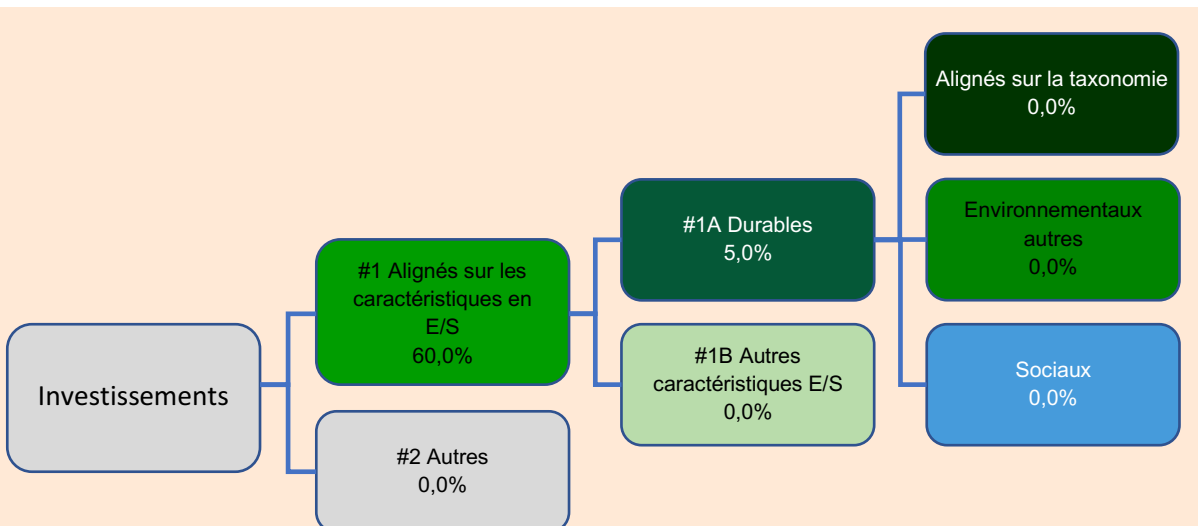 Investissements
#1 Alignés sur les
caractéristiques en
E/S
60,0%
#2 Autres
0,0%
#1A Durables
5,0%
#1B Autres
caractéristiques E/S
0,0%
Alignés sur la taxonomie
0,0%
Environnementaux
autres
0,0%
Sociaux
0,0%